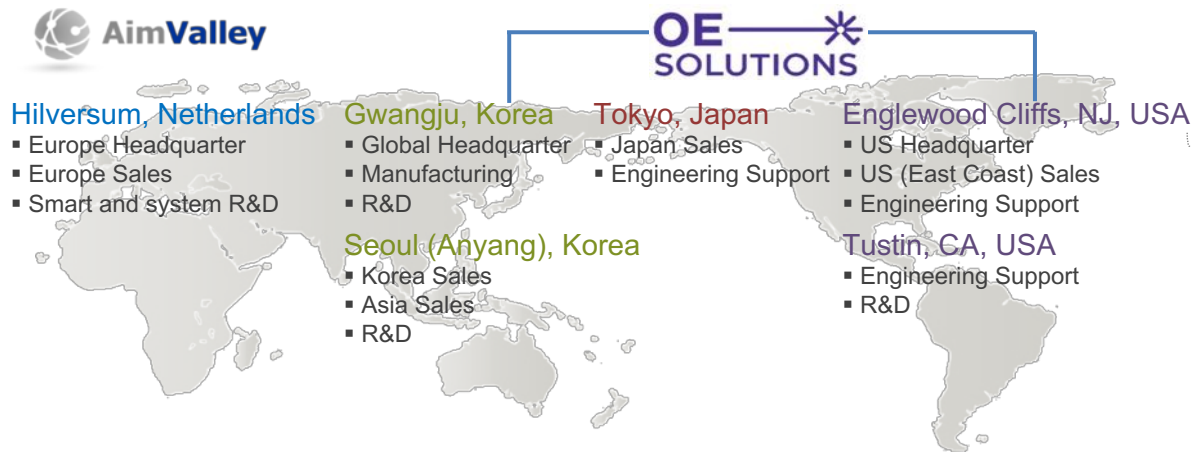 AimValley
OE
SOLUTIONS
Hilversum, Netherlands
▪ Europe Headquarter
▪ Europe Sales
▪ Smart and system R&D
Gwangju, Korea
▪ Global Headquarter
▪ Manufacturing
▪ R&D
Seoul (Anyang), Korea
▪ Korea Sales
▪ Asia Sales
▪ R&D
Tokyo, Japan
▪ Japan Sales
▪ Engineering Support
Englewood Cliffs, NJ, USA
▪ US Headquarter
▪ US (East Coast) Sales
▪ Engineering Support
Tustin, CA, USA
▪ Engineering Support
▪ R&D